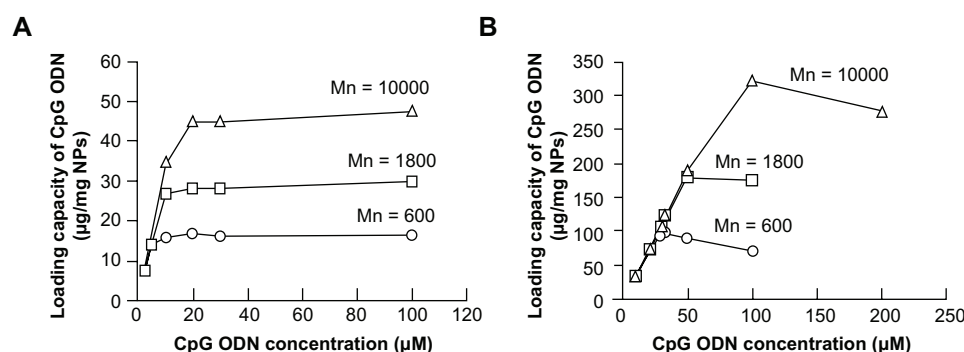 A
B
Loading capacity of CpG ODN
(µg/mg NPs)
60
50
40
30
20
10
0
Mn = 10000
Mn = 1800
Mn = 600
0 20 40 60 80 100 120
CpG ODN concentration (µM)
Loading capacity of CpG ODN
(µg/mg NPs)
350
300
250
200
150
100
50
0
Mn = 10000
Mn = 1800
Mn = 600
0 50 100 150 200 250
CpG ODN concentration (µM)